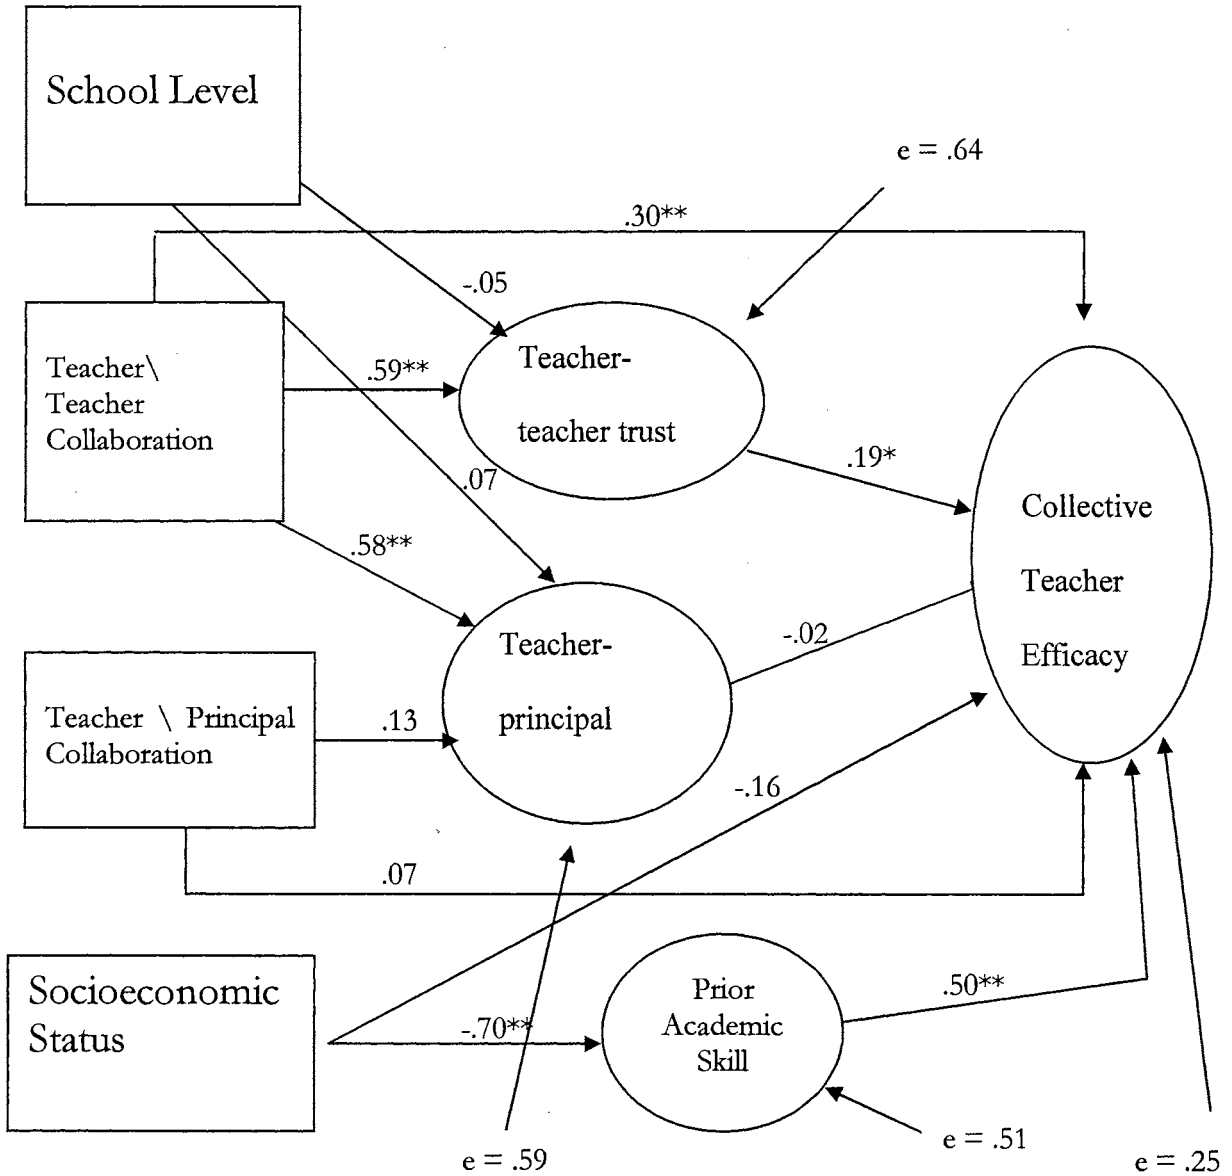 School Level
e = .64
.30**
-.05
Teacher\
Teacher
Collaboration
.59**
Teacher-
teacher trust
.19*
.07
.58**
Collective
Teacher
Efficacy
Teacher-
principal
-.02
Teacher \ Principal
Collaboration
.13
-.16
.07
Socioeconomic
Status
-.70**
Prior
Academic
Skill
.50**
e = .59
e = .51
e = .25